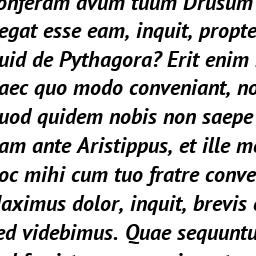 onferam avum tuum Drusum
egat esse eam, inquit, propte
uid de Pythagora? Erit enim
aec quo modo conveniant, no
uod quidem nobis non saepe
am ante Aristippus, et ille me
oc mihi cum tuo fratre conve
laximus dolor, inquit, brevis e
ed videbimus. Quae sequuntu